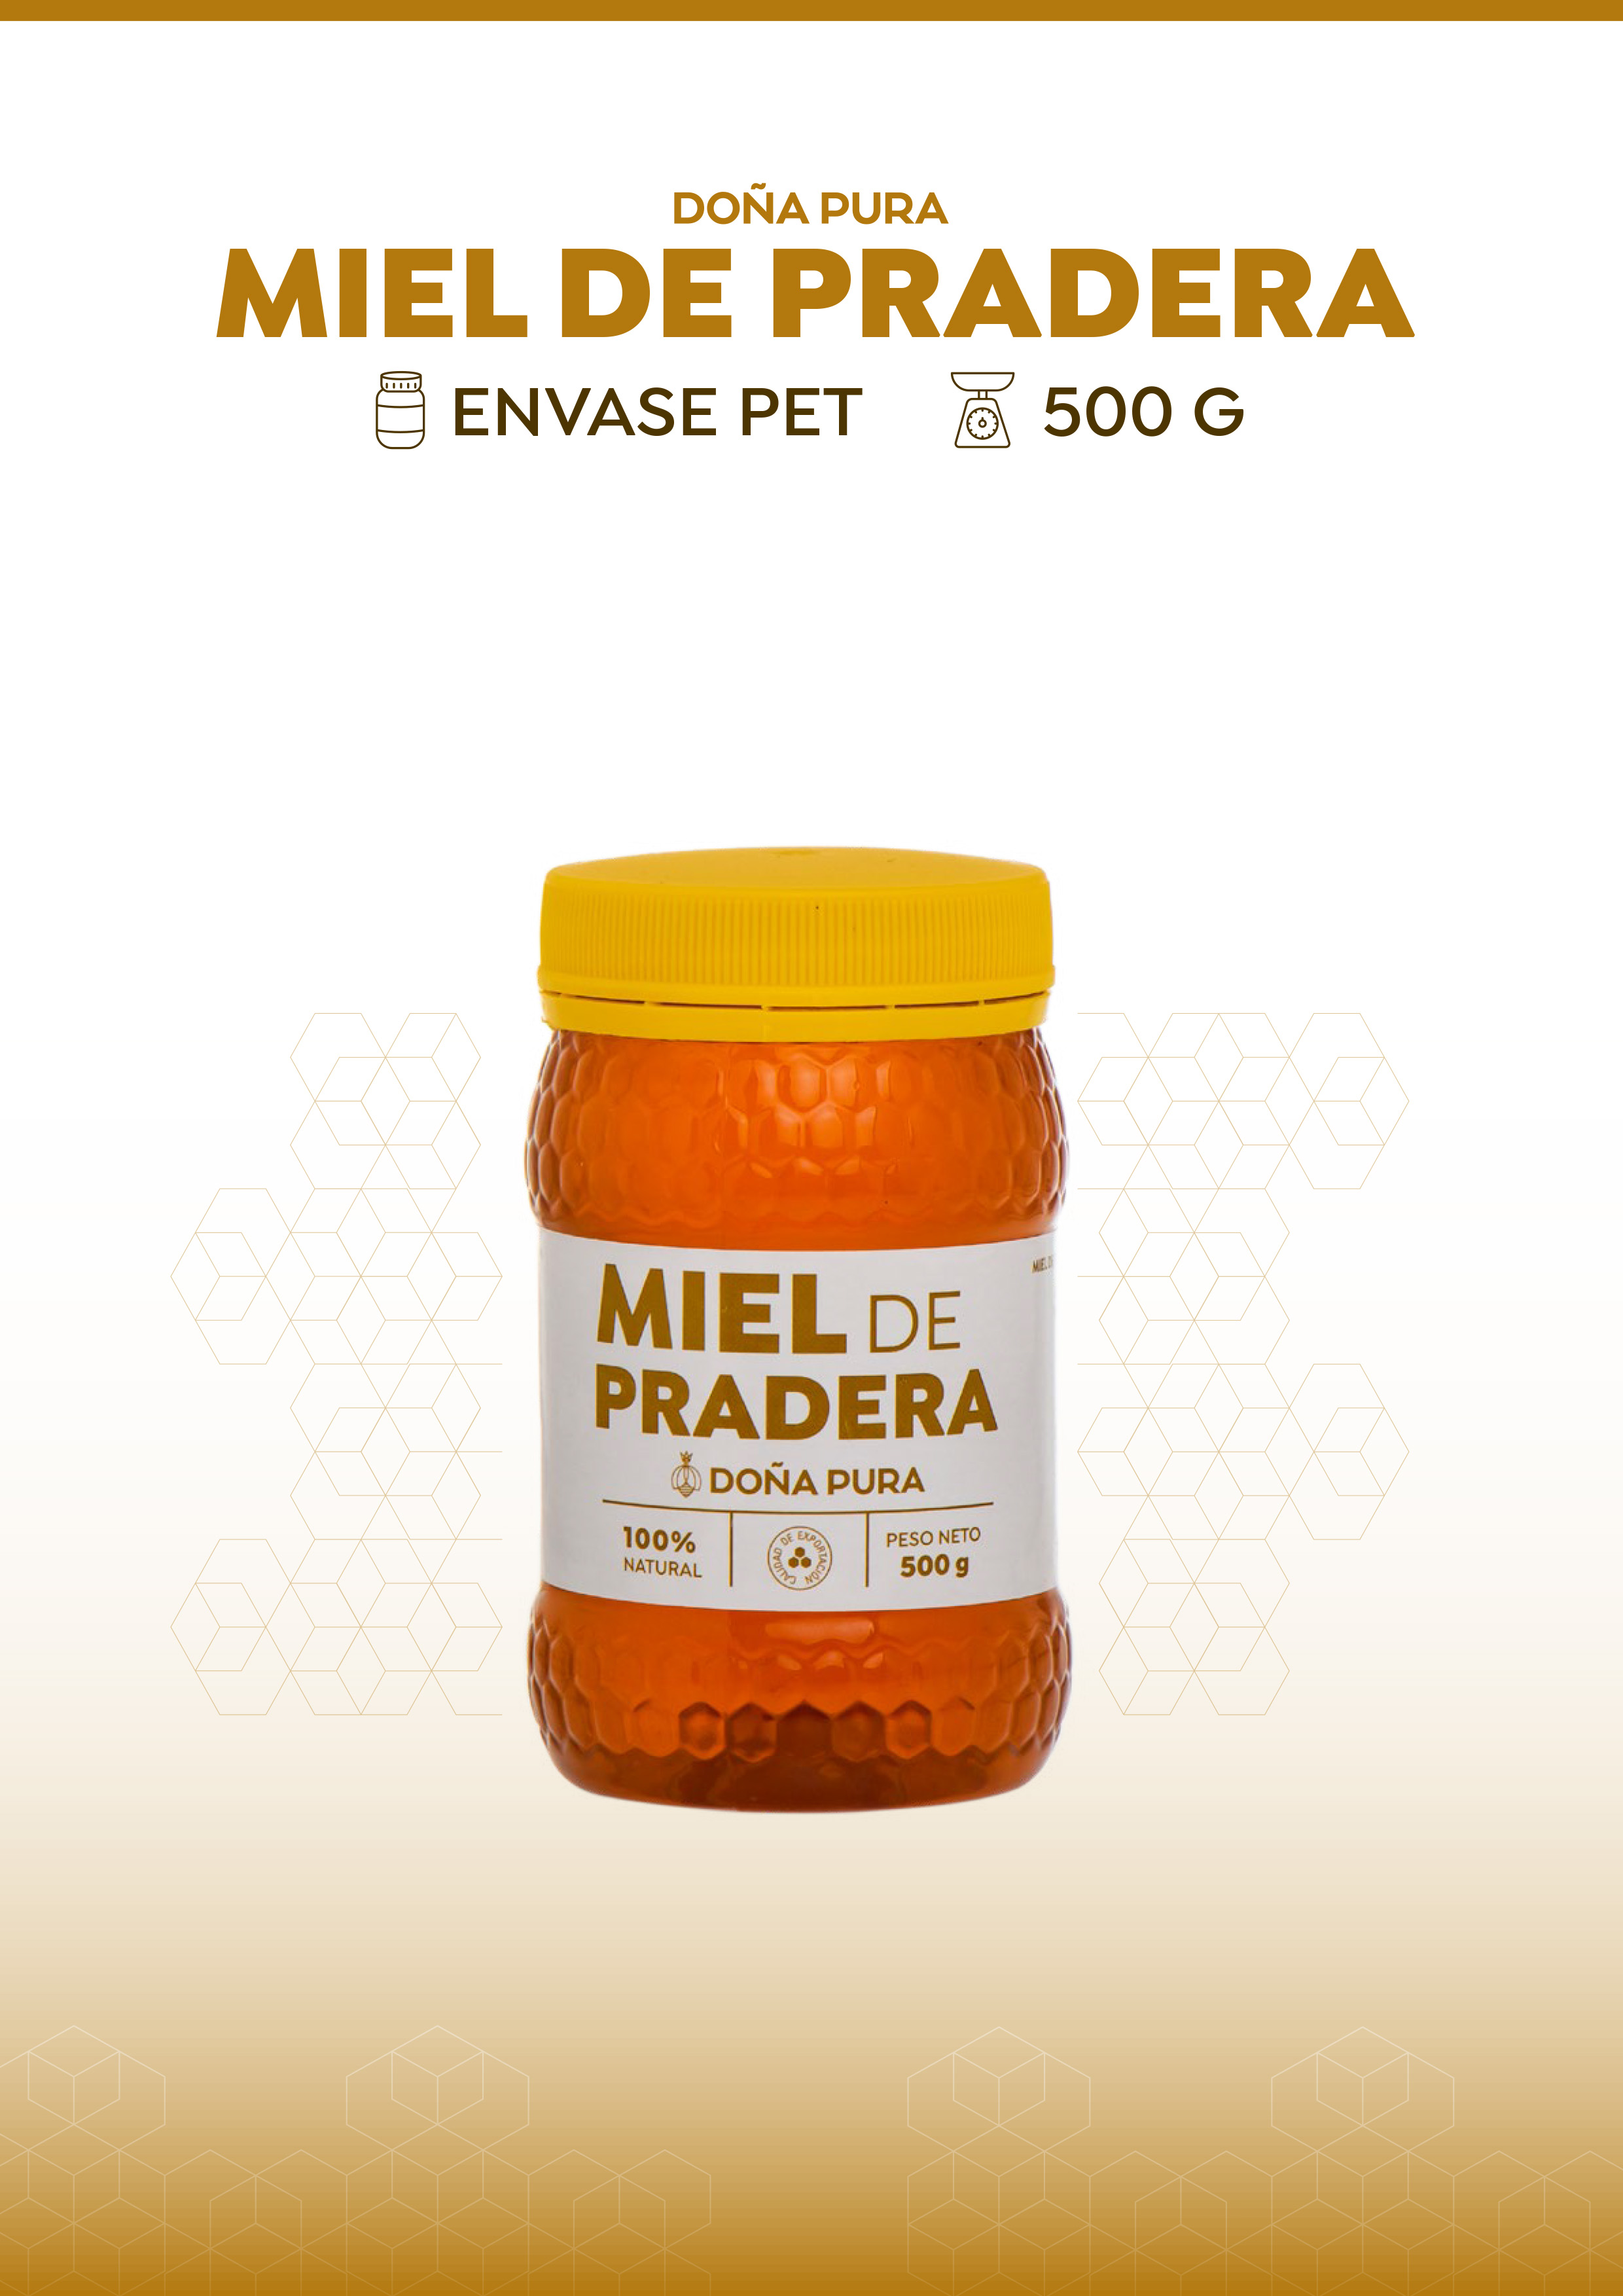 DOÑA PURA
MIEL DE PRADERA
ENVASE PET
500 G
MIEL DE
PRADERA
DOÑA PURA
100%
NATURAL
CALIDAD DE EXPORTACIÓN
PESO NETO
500 g